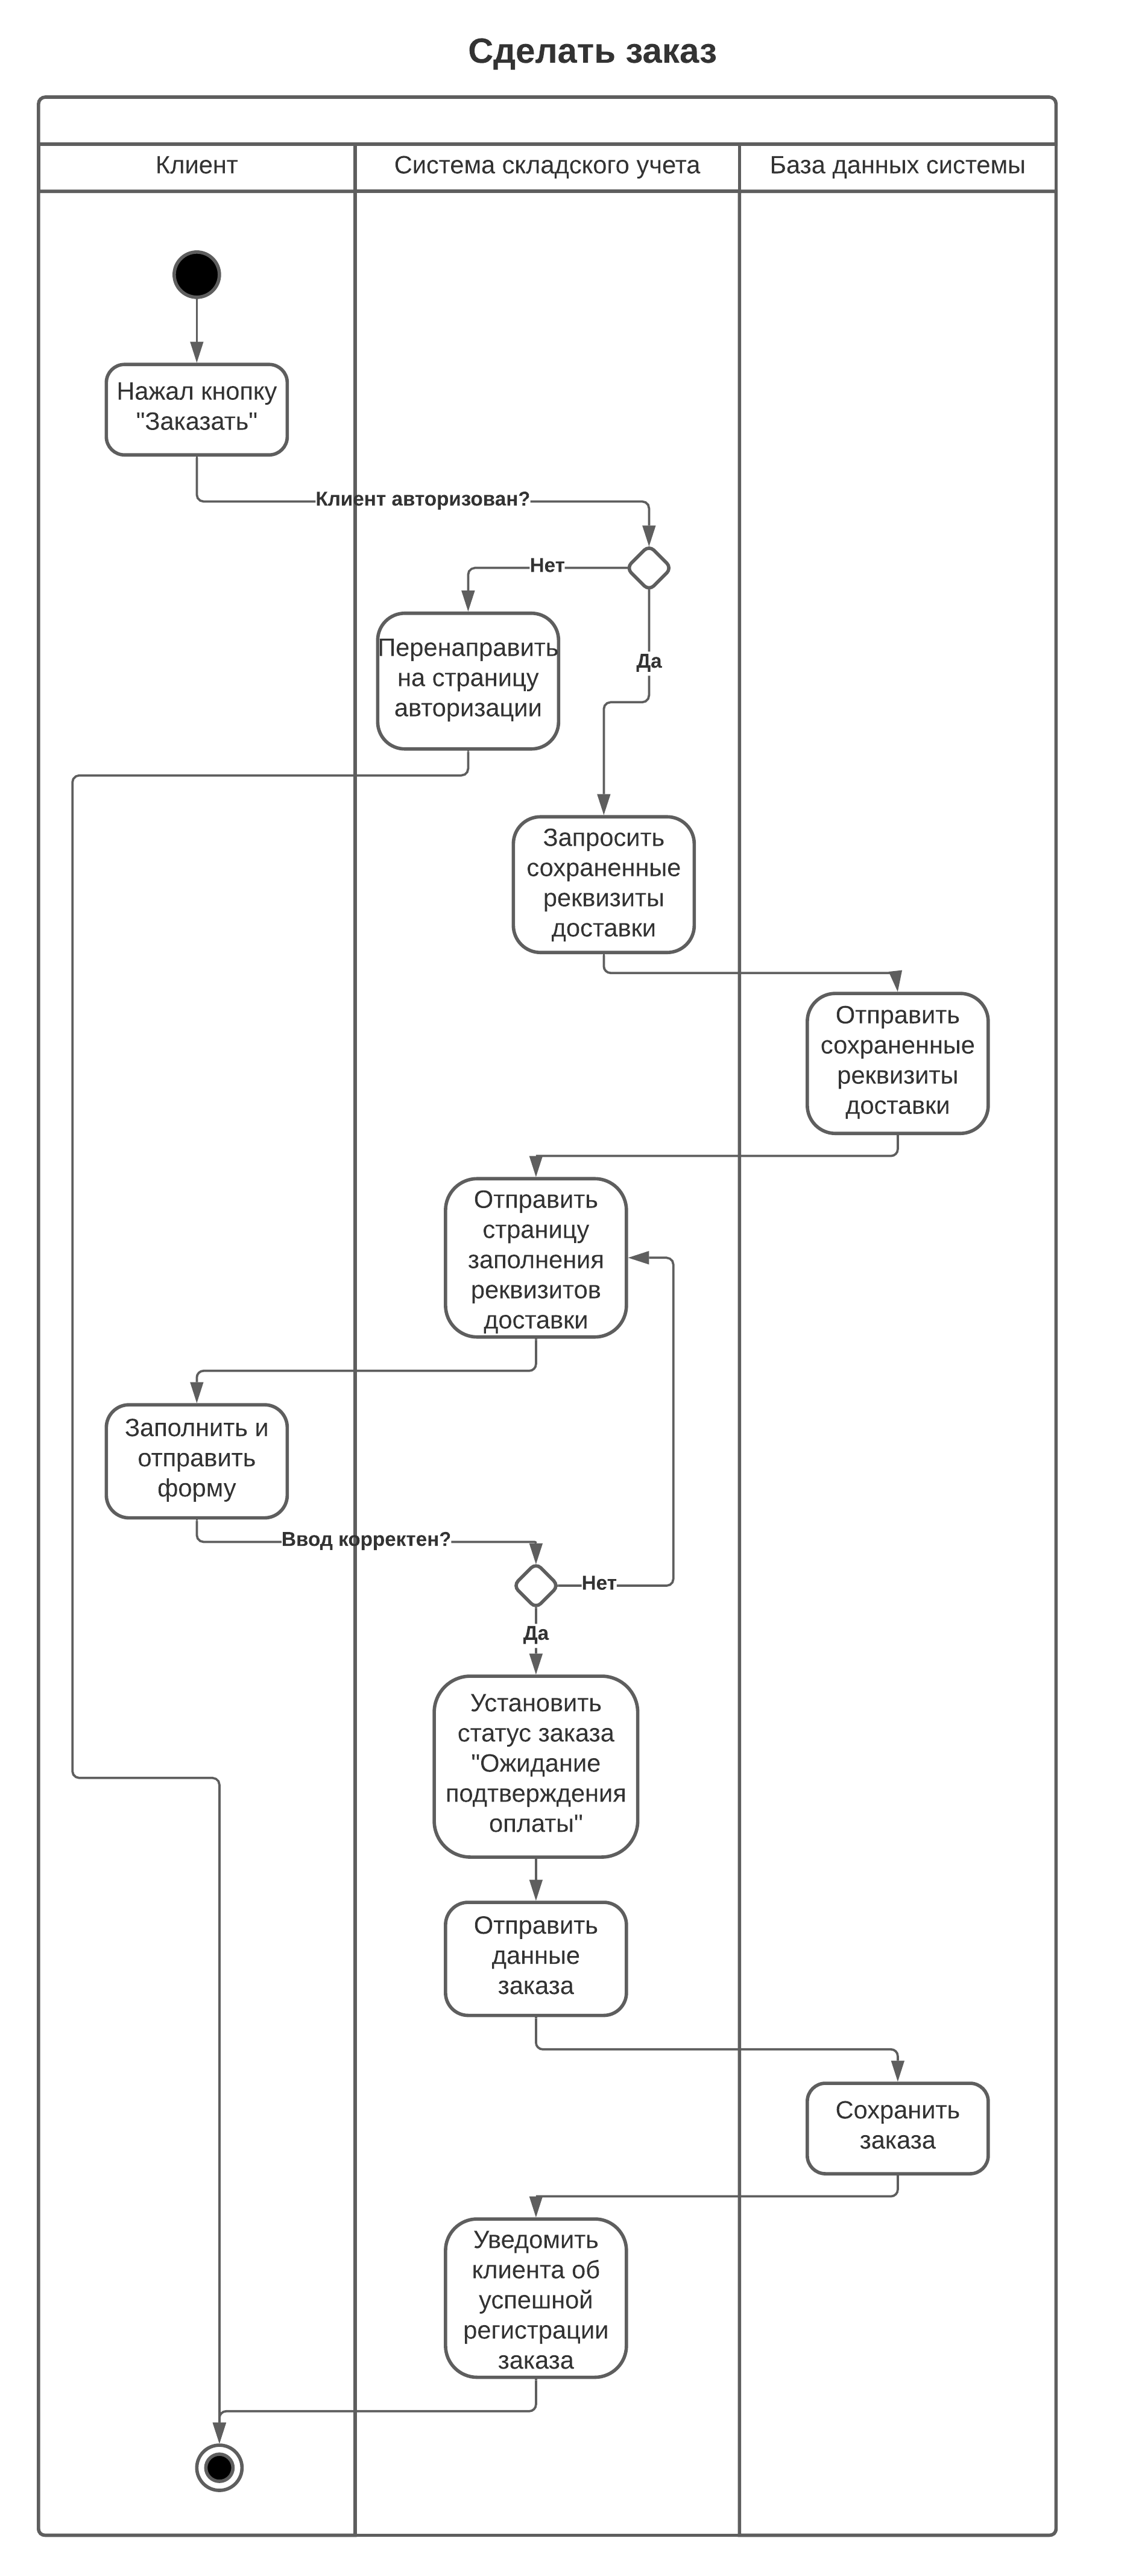 Сделать заказ
Клиент
Система складского учета
База данных системы
Нажал кнопку
"Заказать"
Клиент авторизован?
Нет
Перенаправить
на страницу
авторизации
Да
Запросить
сохраненные
реквизиты
доставки
Отправить
сохраненные
реквизиты
доставки
Отправить
страницу
заполнения
реквизитов
доставки
Заполнить и
отправить
форму
Ввод корректен?
Нет
Да
Установить
статус заказа
"Ожидание
подтверждения
оплаты"
Отправить
данные
заказа
Сохранить
заказа
Уведомить
клиента об
успешной
регистрации
заказа